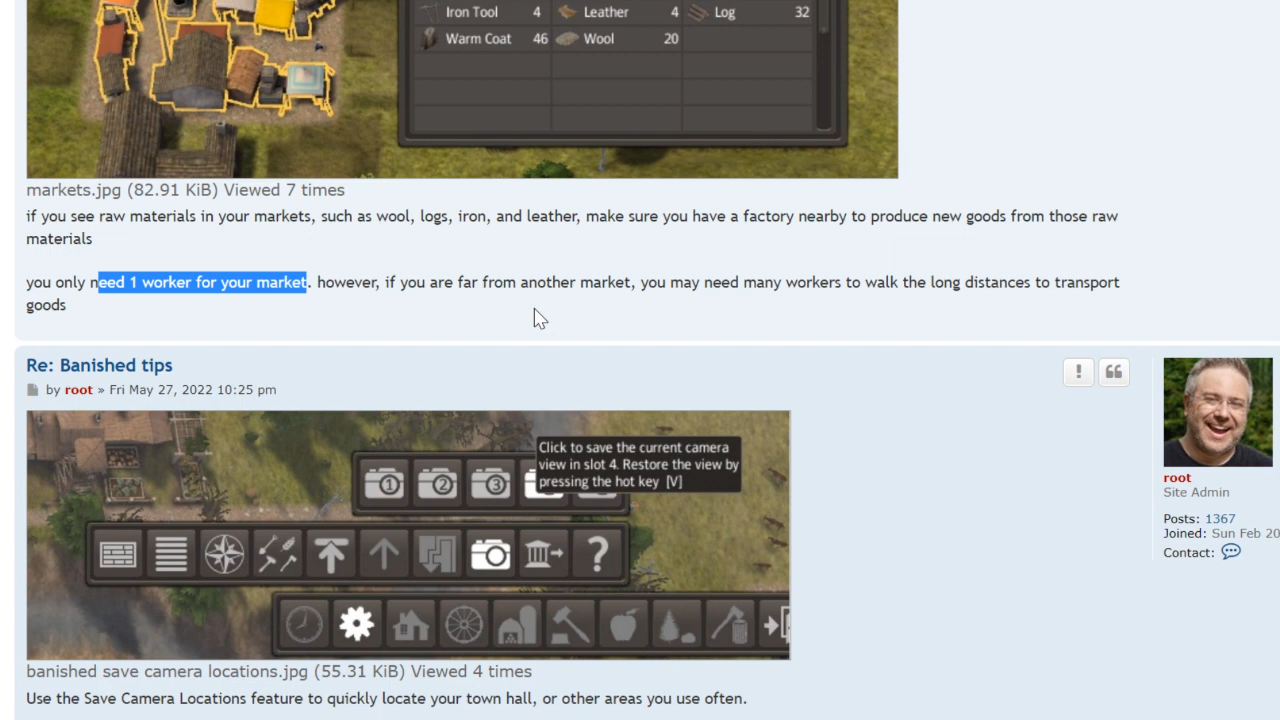 Iron Tool 4 Leather 4 Log 32
Warm Coat 46 Wool 20
markets.jpg (82.91 KiB) Viewed 7 times
if you see raw materials in your markets, such as wool, logs, iron, and leather, make sure you have a factory nearby to produce new goods from those raw
materials
you only need 1 worker for your market. however, if you are far from another market, you may need many workers to walk the long distances to transport
goods
Re: Banished tips
by root » Fri May 27, 2022 10:25 pm
Click to save the current camera
view in slot 4. Restore the view by
pressing the hot key [V]
1 2 3
?
banished save camera locations.jpg (55.31 KiB) Viewed 4 times
Use the Save Camera Locations feature to quickly locate your town hall, or other areas you use often.
root
Site Admin
Posts: 1367
Joined: Sun Feb 20
Contact: